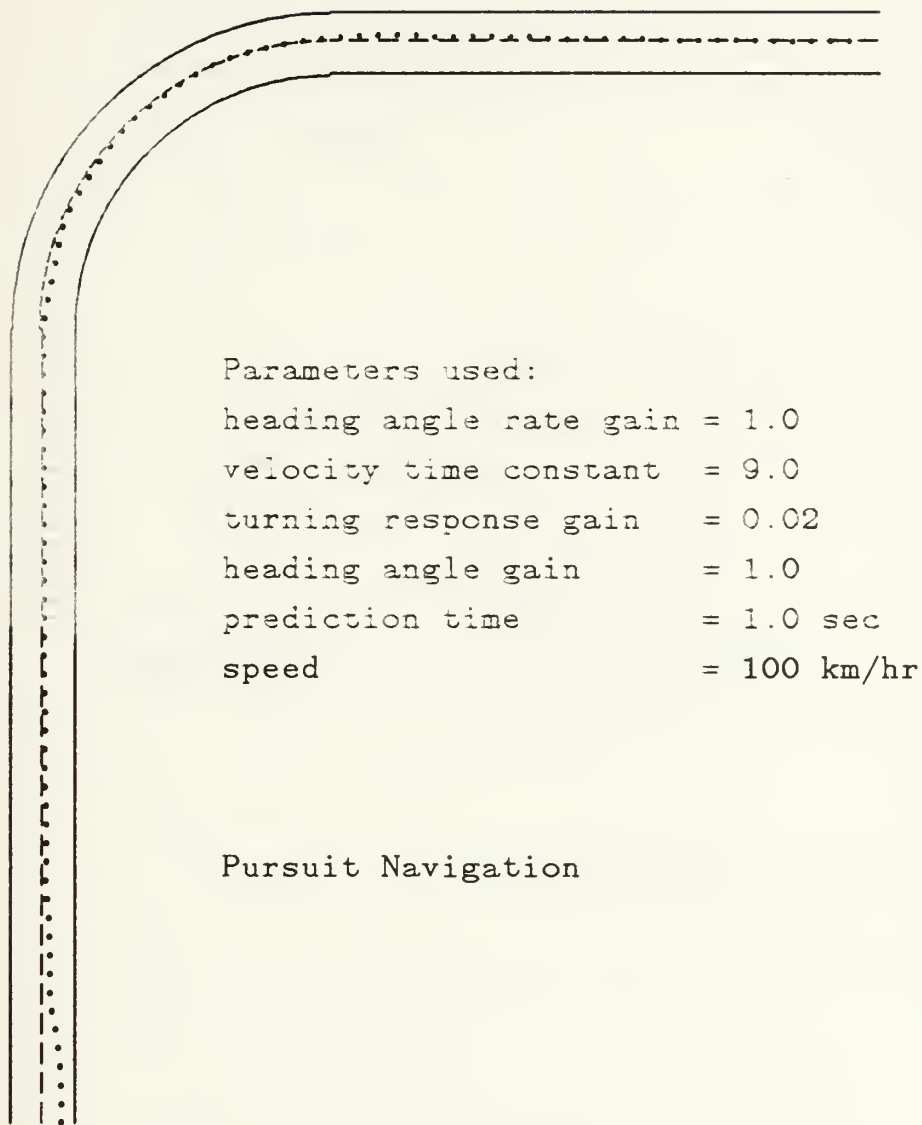 Parameters used:
heading angle rate gain = 1.0
velocity time constant = 9.0
turning response gain = 0.02
heading angle gain = 1.0
prediction time = 1.0 sec
speed = 100 km/hr
Pursuit Navigation